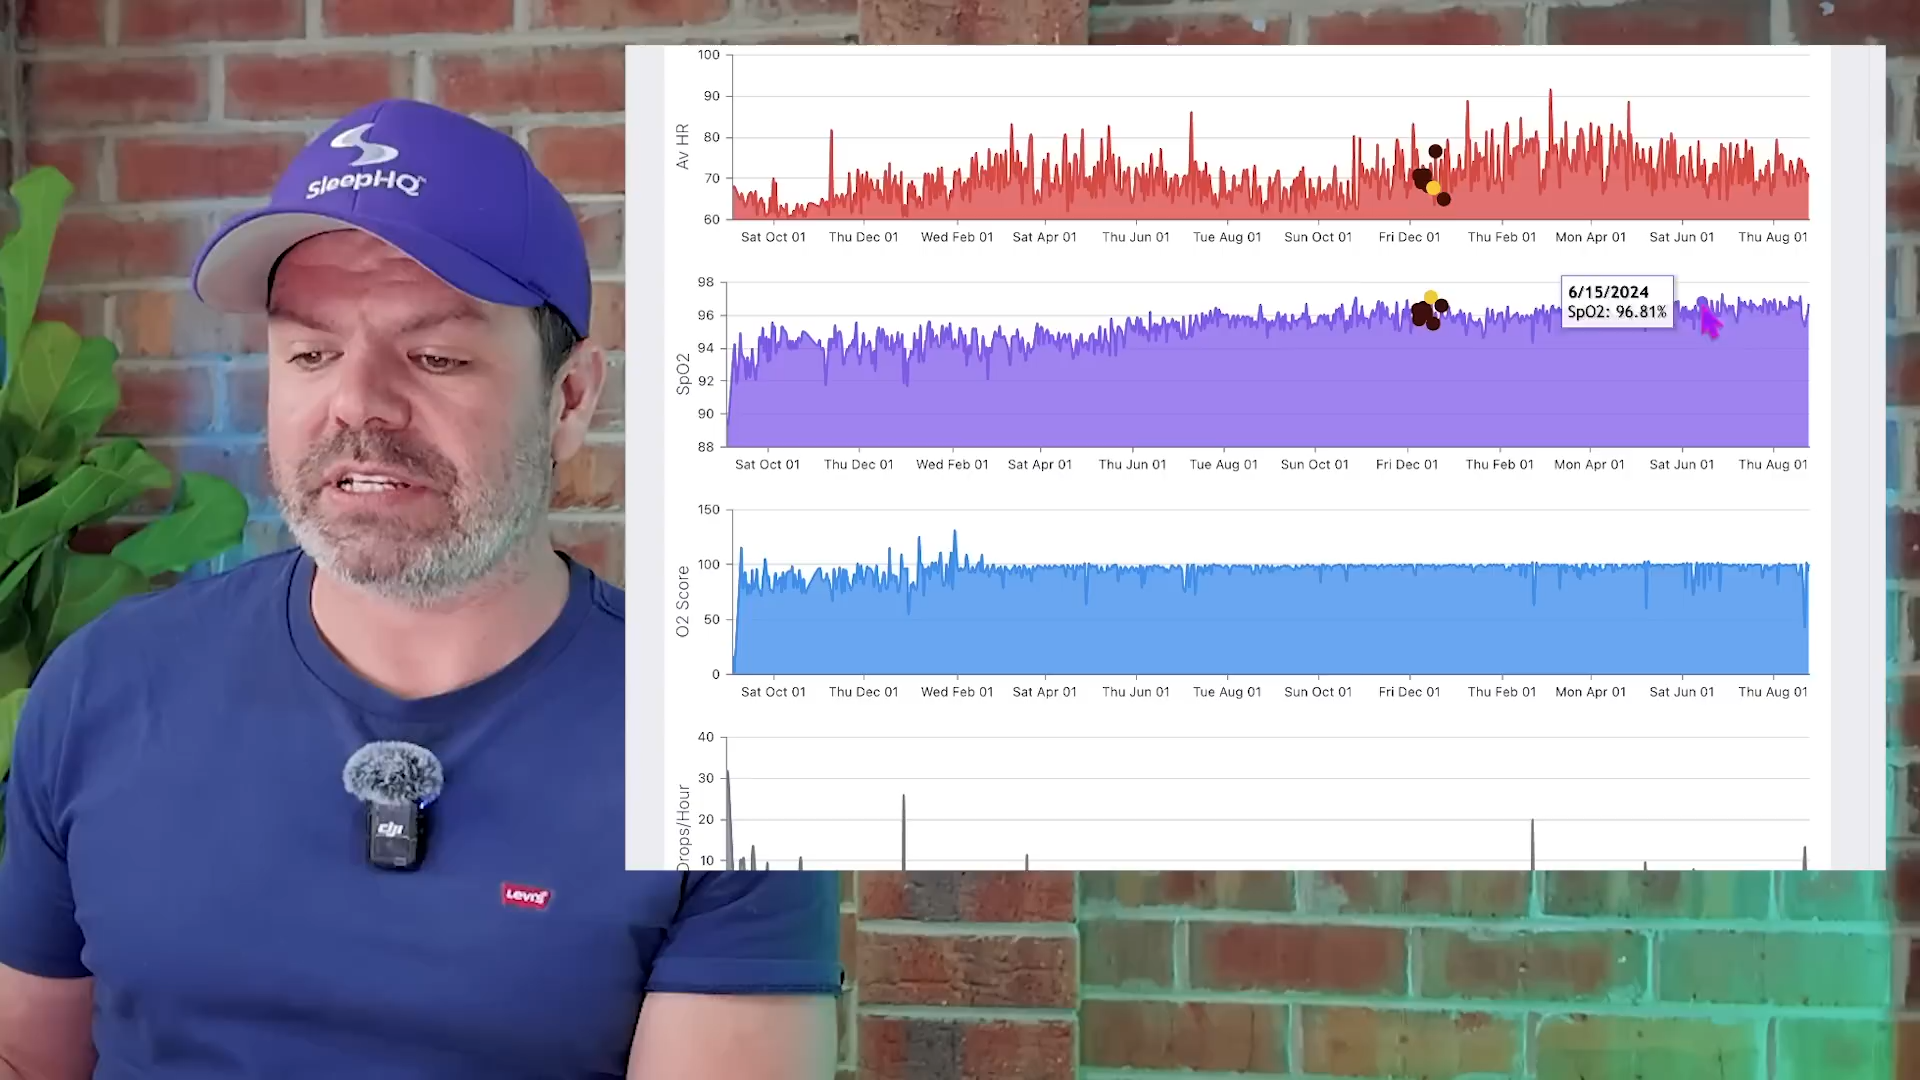 SleepHQ™
dji
Levi's
100
90
80
70
60
Av HR
Sat Oct 01 Thu Dec 01 Wed Feb 01 Sat Apr 01 Thu Jun 01 Tue Aug 01 Sun Oct 01 Fri Dec 01 Thu Feb 01 Mon Apr 01 Sat Jun 01 Thu Aug 01
98
96
94
92
90
88
SpO2
6/15/2024
SpO2: 96.81%
Sat Oct 01 Thu Dec 01 Wed Feb 01 Sat Apr 01 Thu Jun 01 Tue Aug 01 Sun Oct 01 Fri Dec 01 Thu Feb 01 Mon Apr 01 Sat Jun 01 Thu Aug 01
150
100
50
0
O2 Score
Sat Oct 01 Thu Dec 01 Wed Feb 01 Sat Apr 01 Thu Jun 01 Tue Aug 01 Sun Oct 01 Fri Dec 01 Thu Feb 01 Mon Apr 01 Sat Jun 01 Thu Aug 01
40
30
20
10
Drops/Hour